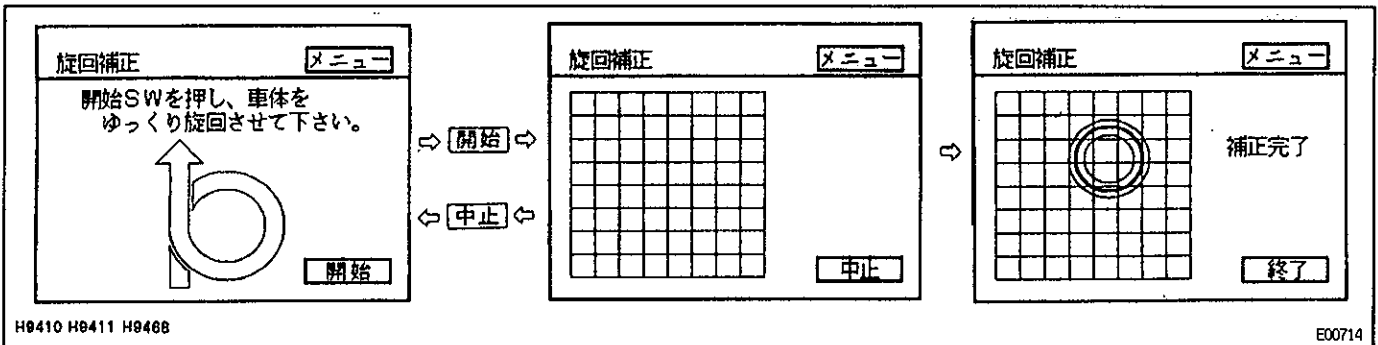 旋回補正
メニュー
開始SWを押し、車体を
ゆっくり旋回させて下さい。
開始
⇨ 開始 ⇨
⇦ 中止 ⇦
旋回補正
メニュー
中止
⇨
旋回補正
メニュー
補正完了
終了
H9410 H9411 H9468
E00714